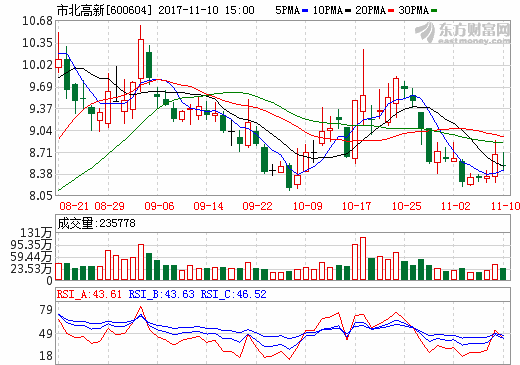 市北高新[600604] 2017-11-10 15:00 5PMA 10PMA 20PMA 30PMA
东方财富网
eastmoney.com
10.68
10.35
10.02
9.69
9.37
9.04
8.71
8.38
8.05
08-21 08-29 09-06 09-14 09-22 10-09 10-17 10-25 11-02 11-10
成交量:235778
131万
95.35万
59.44万
23.53万
0
RSI_A:43.61 RSI_B:43.63 RSI_C:46.52
79
49
18